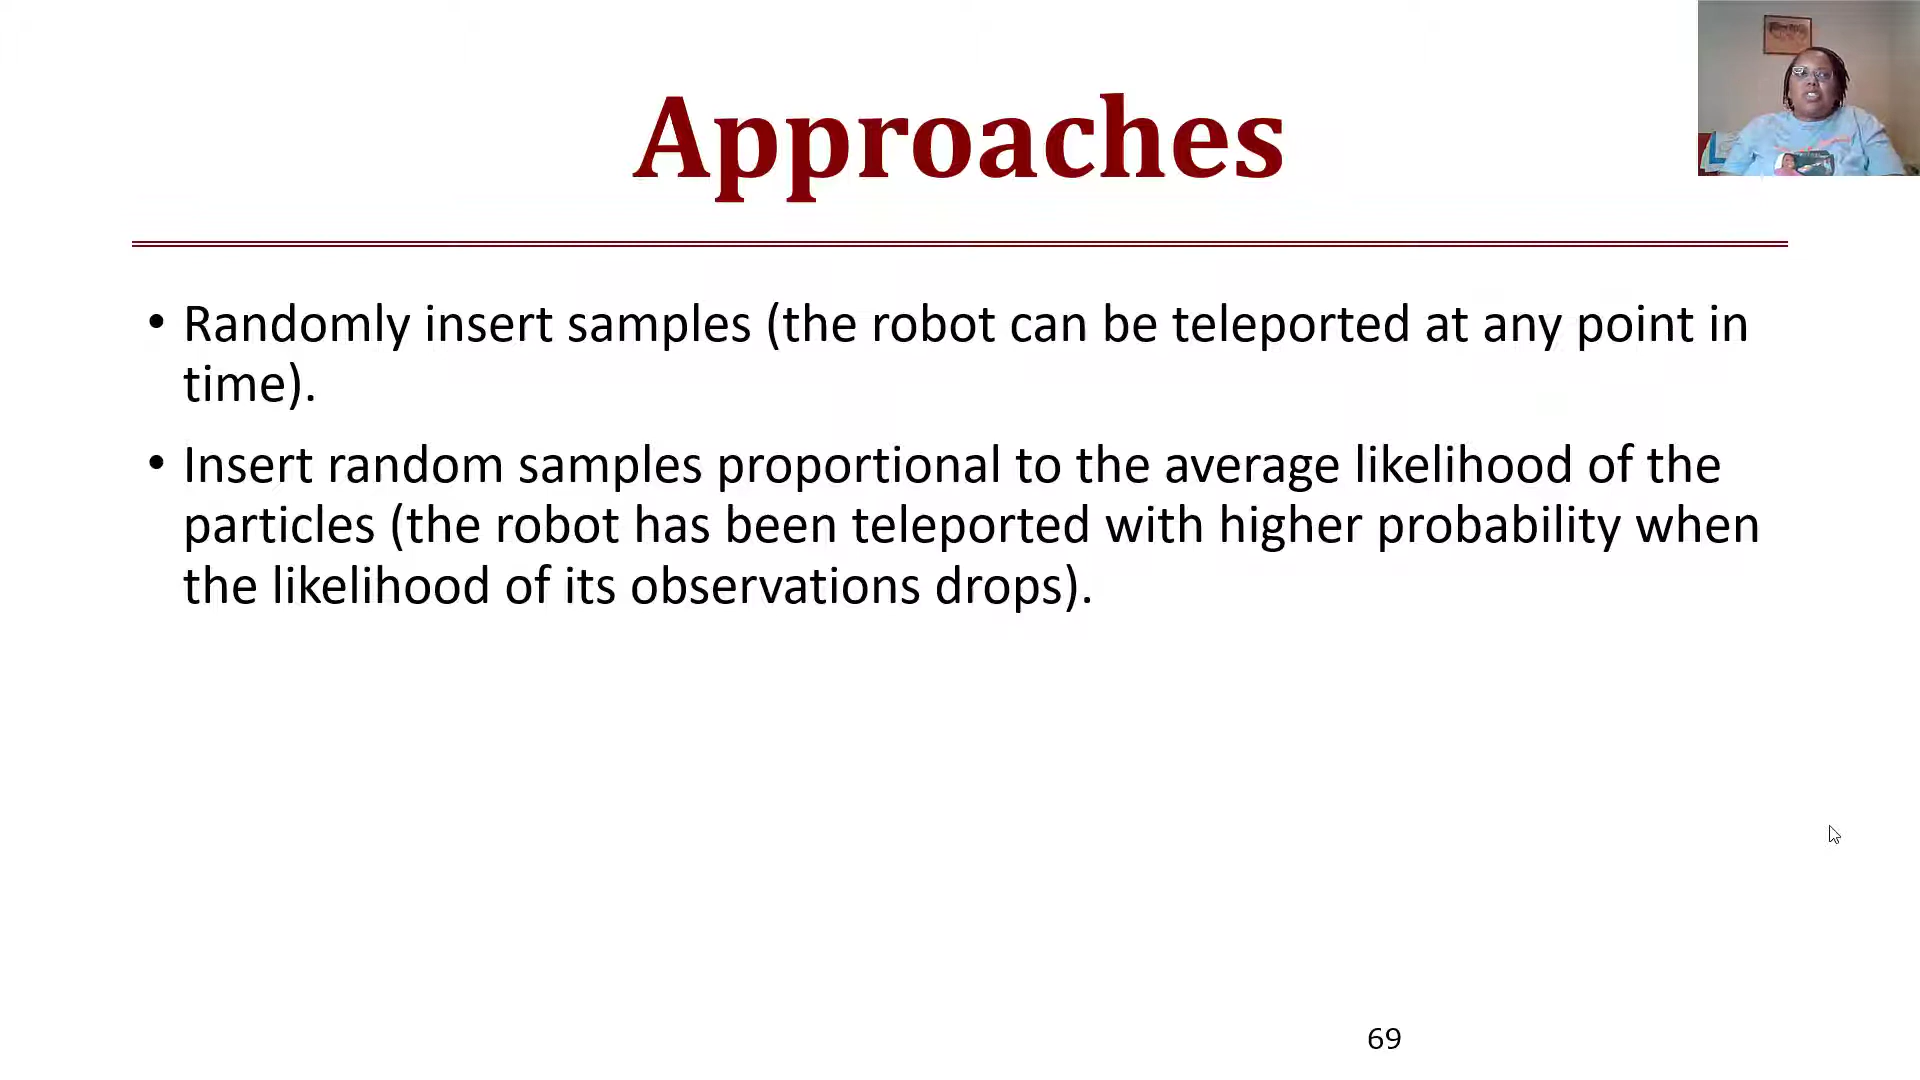 Approaches
• Randomly insert samples (the robot can be teleported at any point in
time).
• Insert random samples proportional to the average likelihood of the
particles (the robot has been teleported with higher probability when
the likelihood of its observations drops).
69